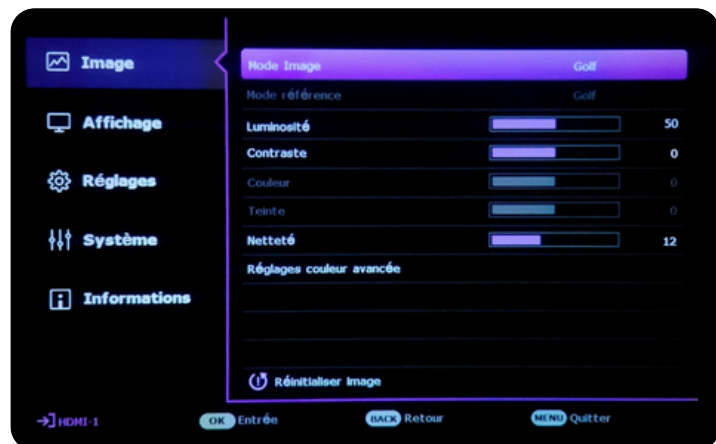 Image
Affichage
Réglages
Système
Informations
Mode Image Golf
Mode référence Golf
Luminosité 50
Contraste 0
Couleur 0
Teinte 0
Netteté 12
Réglages couleur avancée
Réinitialiser image
HDMI-1 OK Entrée BACK Retour MENU Quitter